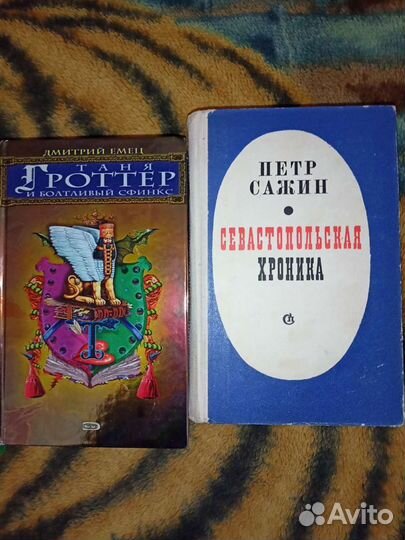 ДМИТРИЙ ЕМЕЦ
ТАНЯ
ГРОТТЕР
И БОЛТЛИВЫЙ СФИНКС
ПЕТР
САЖИН
СЕВАСТОПОЛЬСКАЯ
ХРОНИКА
Avito